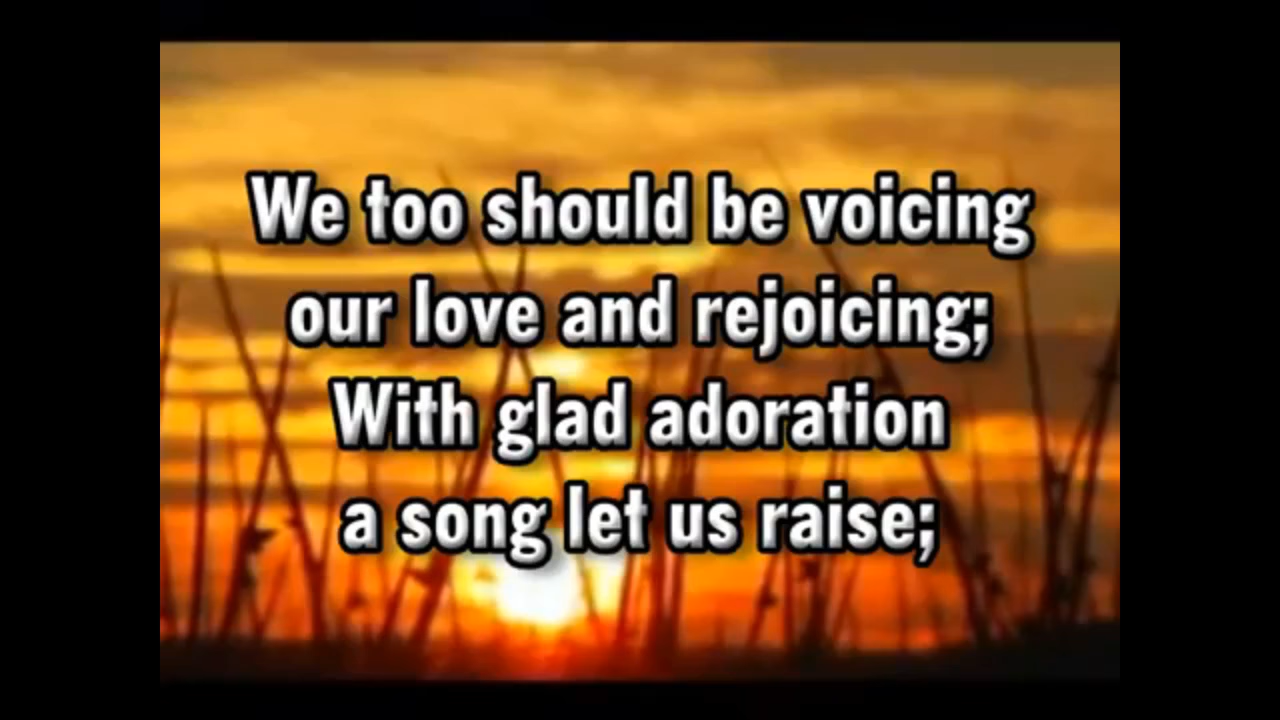 We too should be voicing
our love and rejoicing;
With glad adoration
a song let us raise;